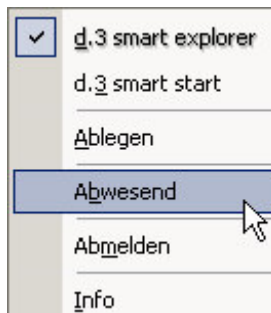 d.3 smart explorer
d.3 smart start
Ablegen
Abwesend
Abmelden
Info